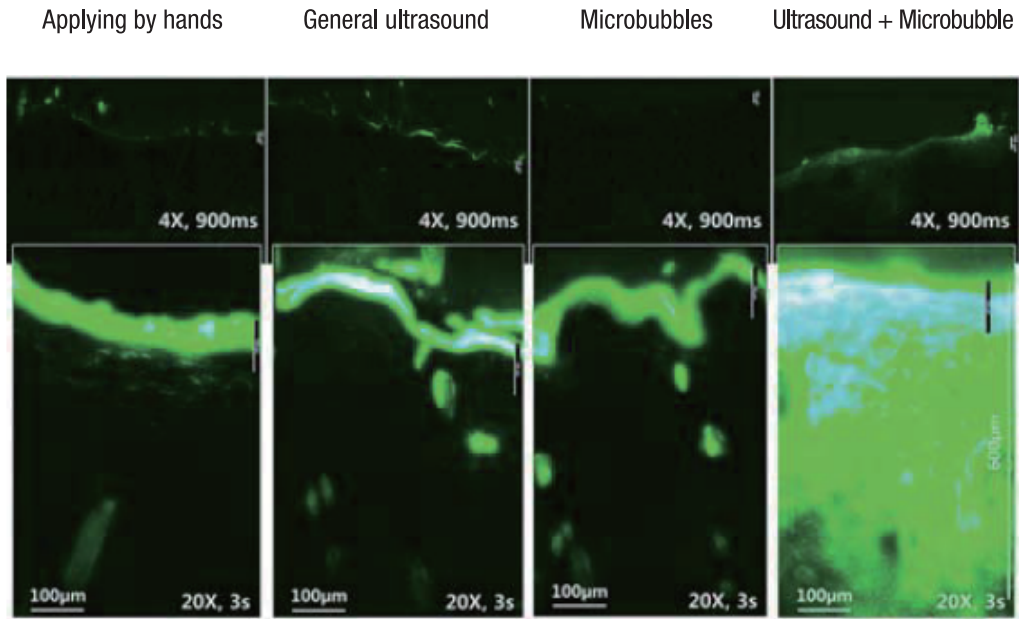 Applying by hands
General ultrasound
Microbubbles
Ultrasound + Microbubble
4X, 900ms
4X, 900ms
4X, 900ms
4X, 900ms
100μm
20X, 3s
100μm
20X, 3s
100μm
20X, 3s
600μm
100μm
20X, 3s